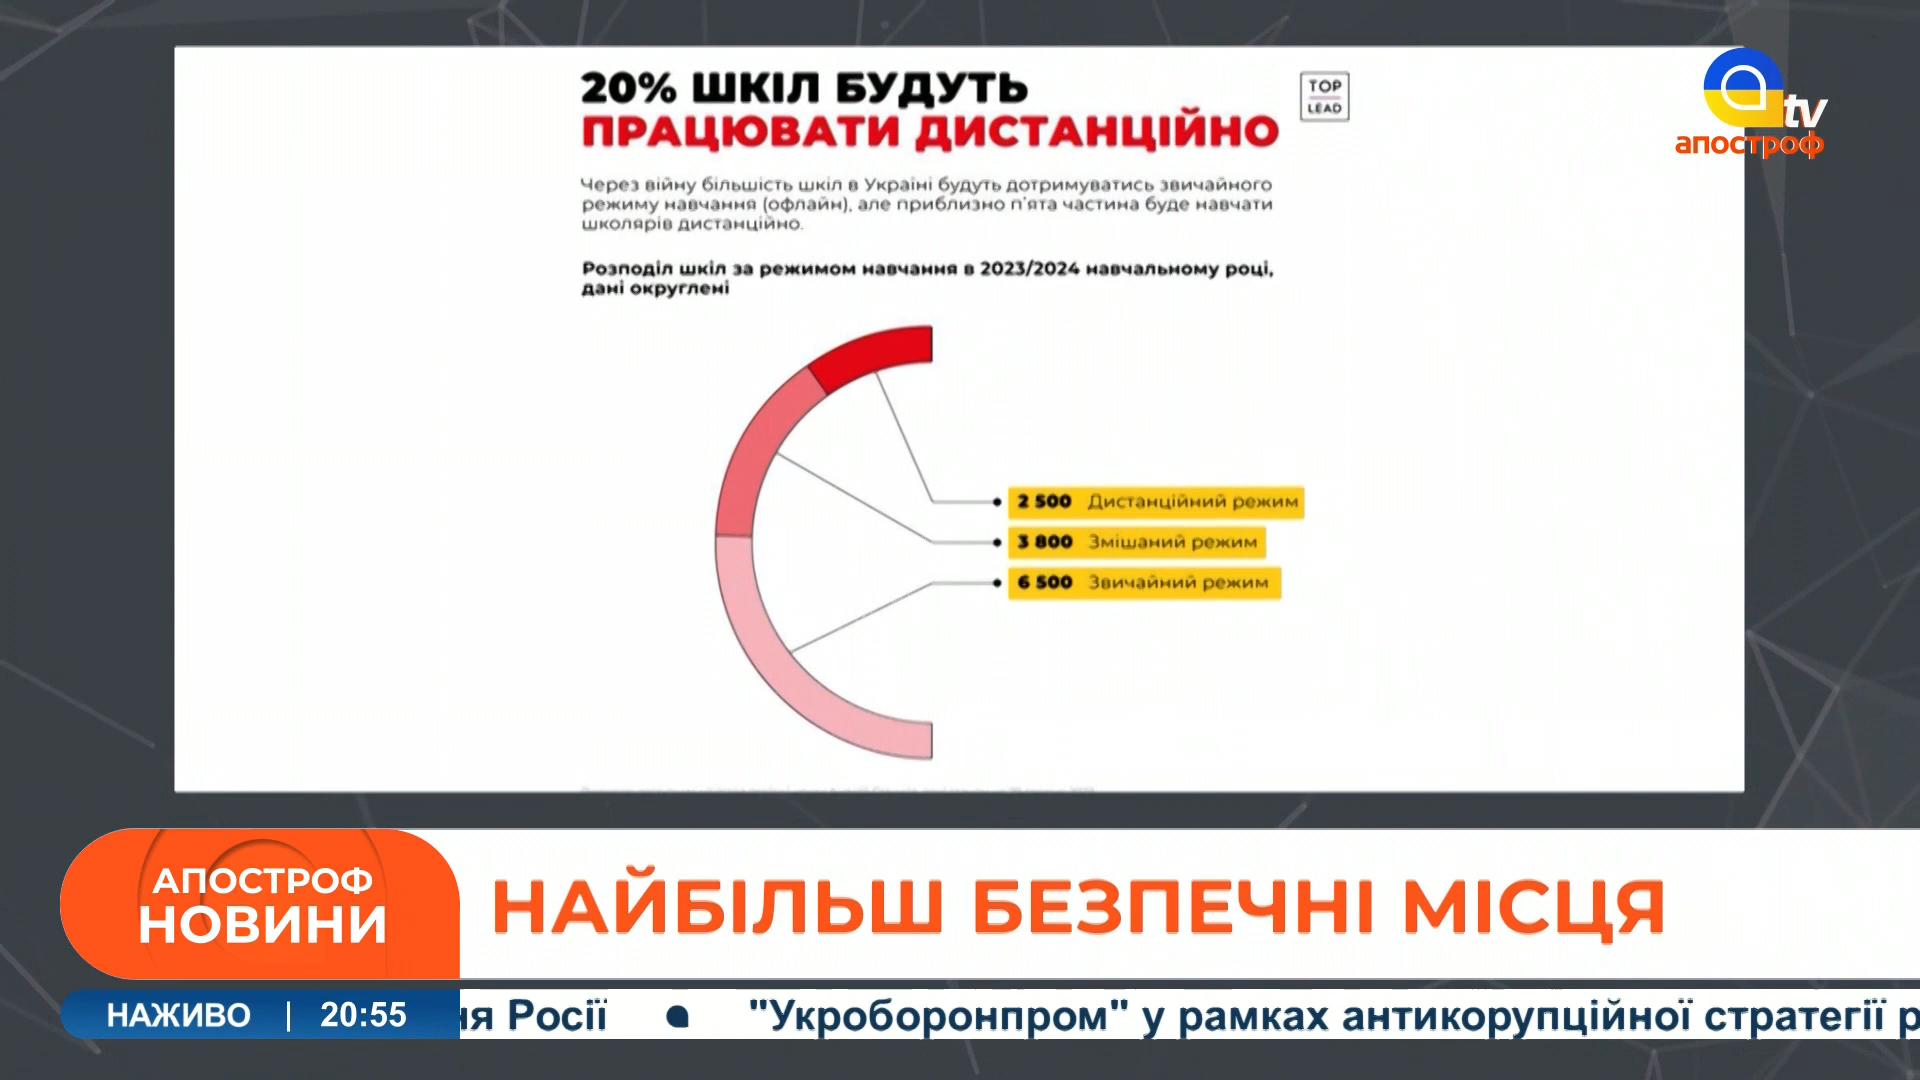 20% ШКІЛ БУДУТЬ
ПРАЦЮВАТИ ДИСТАНЦІЙНО
TOP
LEAD
tv
апостроф
Через війну більшість шкіл в Україні будуть дотримуватись звичайного
режиму навчання (офлайн), але приблизно п'ята частина буде навчати
школярів дистанційно.
Розподіл шкіл за режимом навчання в 2023/2024 навчальному році,
дані округлені
2 500 Дистанційний режим
3 800 Змішаний режим
6 500 Звичайний режим
АПОСТРОФ
НОВИНИ
НАЙБІЛЬШ БЕЗПЕЧНІ МІСЦЯ
НАЖИВО | 20:55
ня Росії • "Укроборонпром" у рамках антикорупційної стратегії р